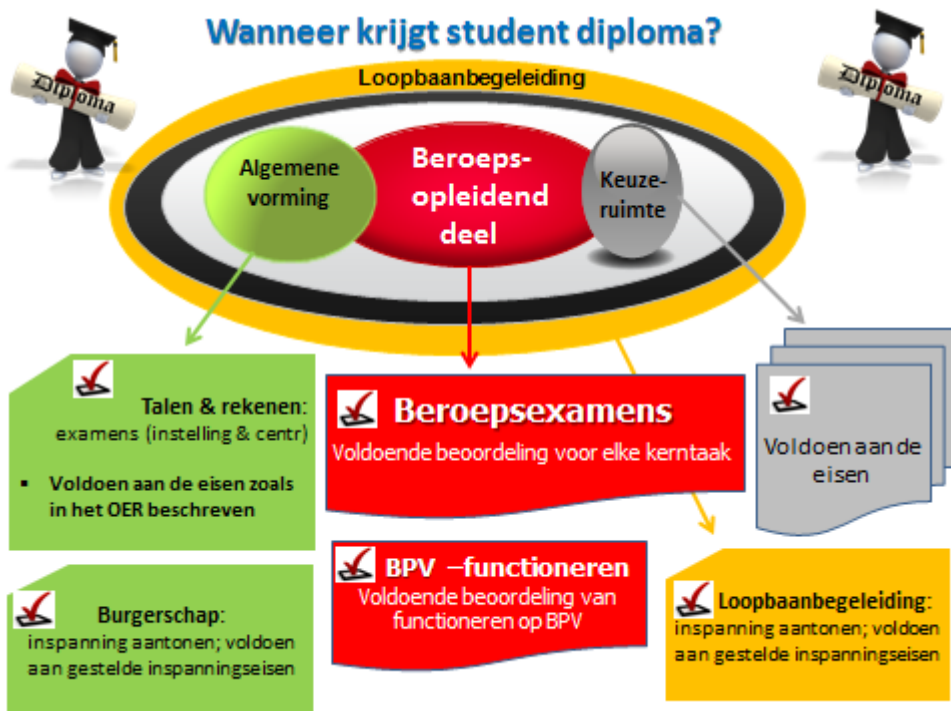 Wanneer krijgt student diploma?
Diploma
Diploma
Loopbaanbegeleiding
Algemene
vorming
Beroeps-
opleidend
deel
Keuze-
ruimte
Talen & rekenen:
examens (instelling & centr)
▪ Voldoen aan de eisen zoals
in het OER beschreven
Beroepsexamens
Voldoende beoordeling voor elke kerntaak
Voldoen aan de
eisen
Burgerschap:
inspanning aantonen; voldoen
aan gestelde inspanningseisen
BPV –functioneren
Voldoende beoordeling van
functioneren op BPV
Loopbaanbegeleiding:
inspanning aantonen; voldoen
aan gestelde inspanningseisen